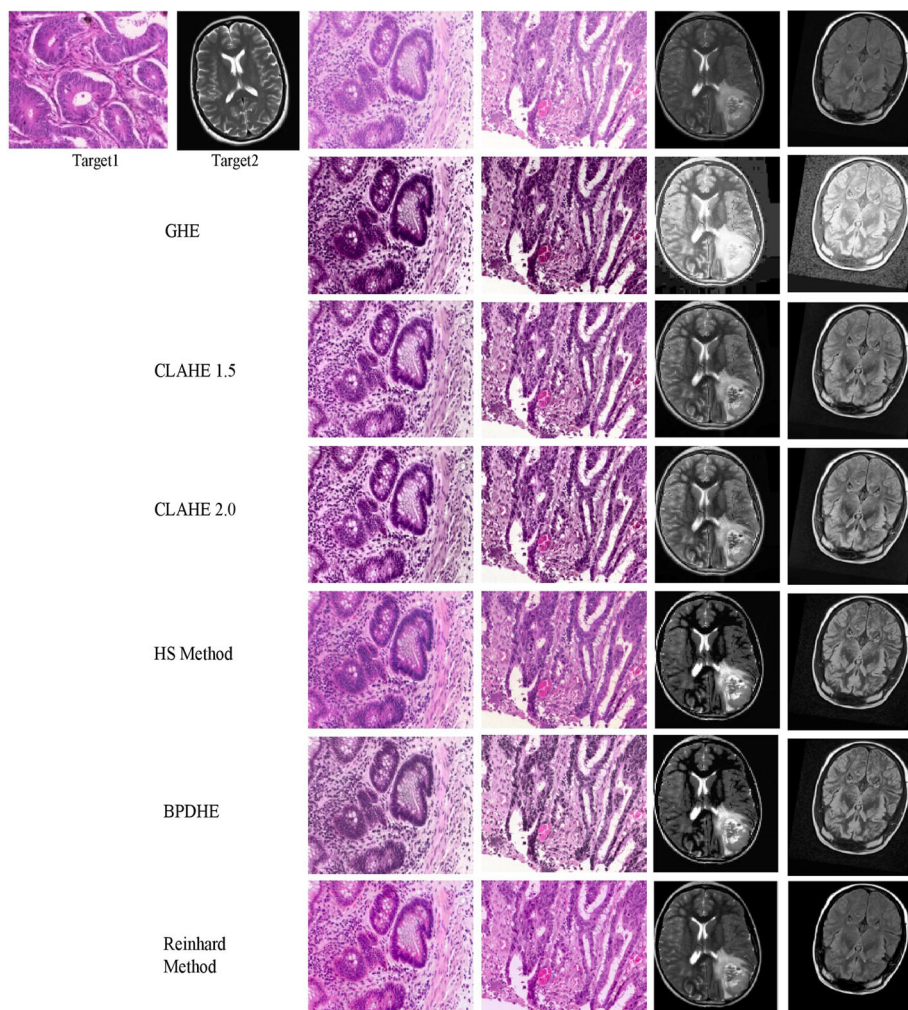 Target1
Target2
GHE
CLAHE 1.5
CLAHE 2.0
HS Method
BPDHE
Reinhard
Method